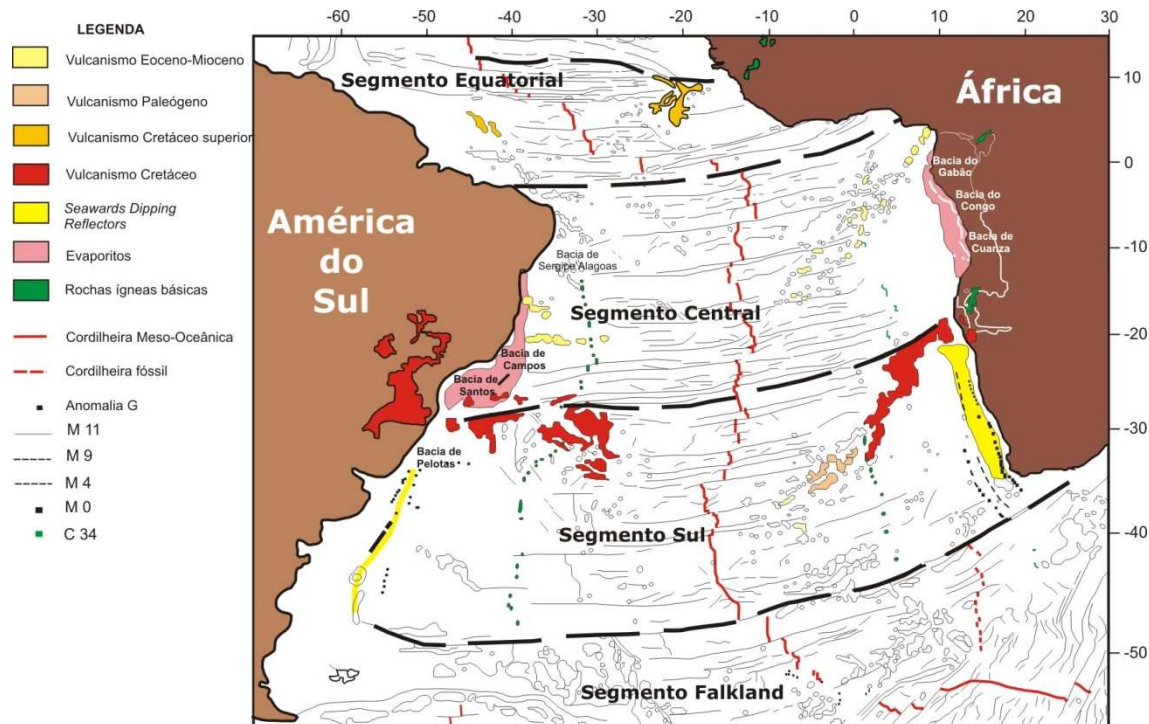 LEGENDA
Vulcanismo Eoceno-Mioceno
Vulcanismo Paleógeno
Vulcanismo Cretáceo superior
Vulcanismo Cretáceo
Seawards Dipping
Reflectors
Evaporitos
Rochas ígneas básicas
Cordilheira Meso-Oceânica
Cordilheira fóssil
Anomalia G
M 11
M 9
M 4
M 0
C 34
-60 -50 -40 -30 -20 -10 0 10 20 30
10
0
-10
-20
-30
-40
-50
Segmento Equatorial
África
América
do
Sul
Bacia do
Gabão
Bacia do
Congo
Bacia de
Cuanza
Bacia de
Sergipe Alagoas
Segmento Central
Bacia de
Campos
Bacia de
Santos
Bacia de
Pelotas
Segmento Sul
Segmento Falkland